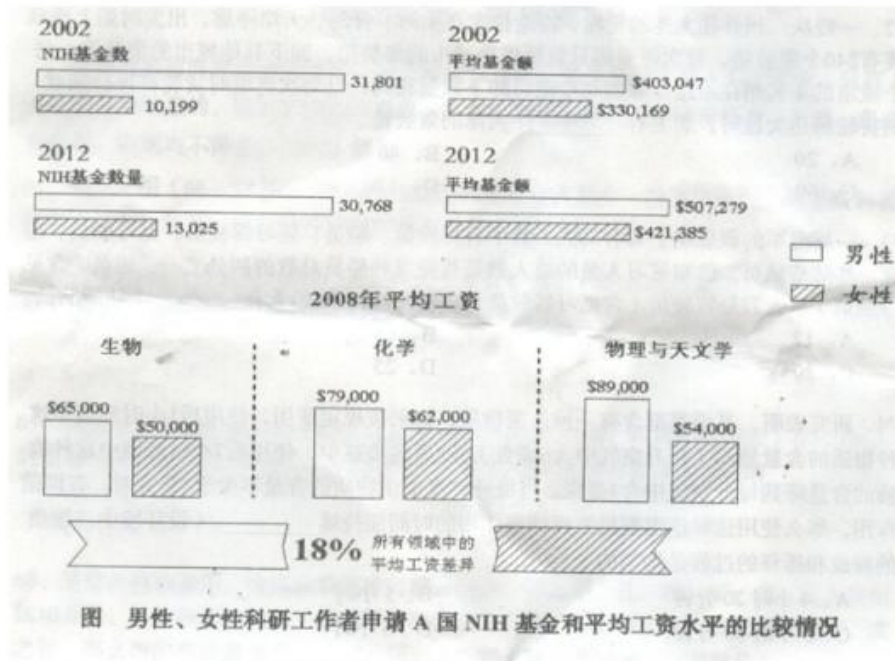 2002
NIH基金数
31,801
10,199
2002
平均基金额
$403,047
$330,169
2012
NIH基金数量
30,768
13,025
2012
平均基金额
$507,279
$421,385
男性
女性
2008年平均工资
生物
$65,000
$50,000
化学
$79,000
$62,000
物理与天文学
$89,000
$54,000
18% 所有领域中的
平均工资差异
图 男性、女性科研工作者申请 A 国 NIH 基金和平均工资水平的比较情况